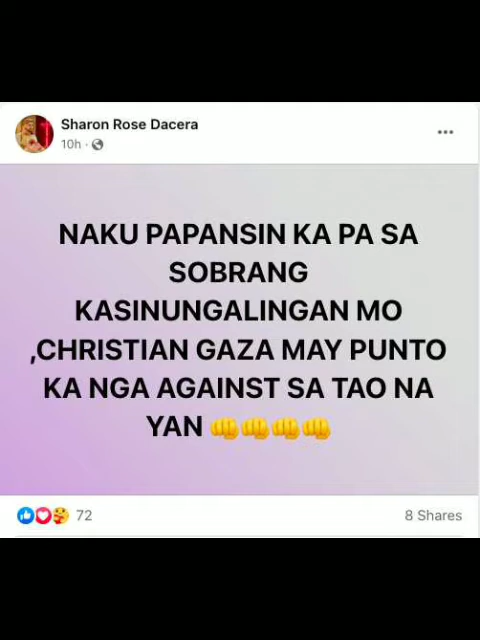 Sharon Rose Dacera
10h ·
NAKU PAPANSIN KA PA SA
SOBRANG
KASINUNGALINGAN MO
,CHRISTIAN GAZA MAY PUNTO
KA NGA AGAINST SA TAO NA
YAN 👊👊👊👊
72
8 Shares